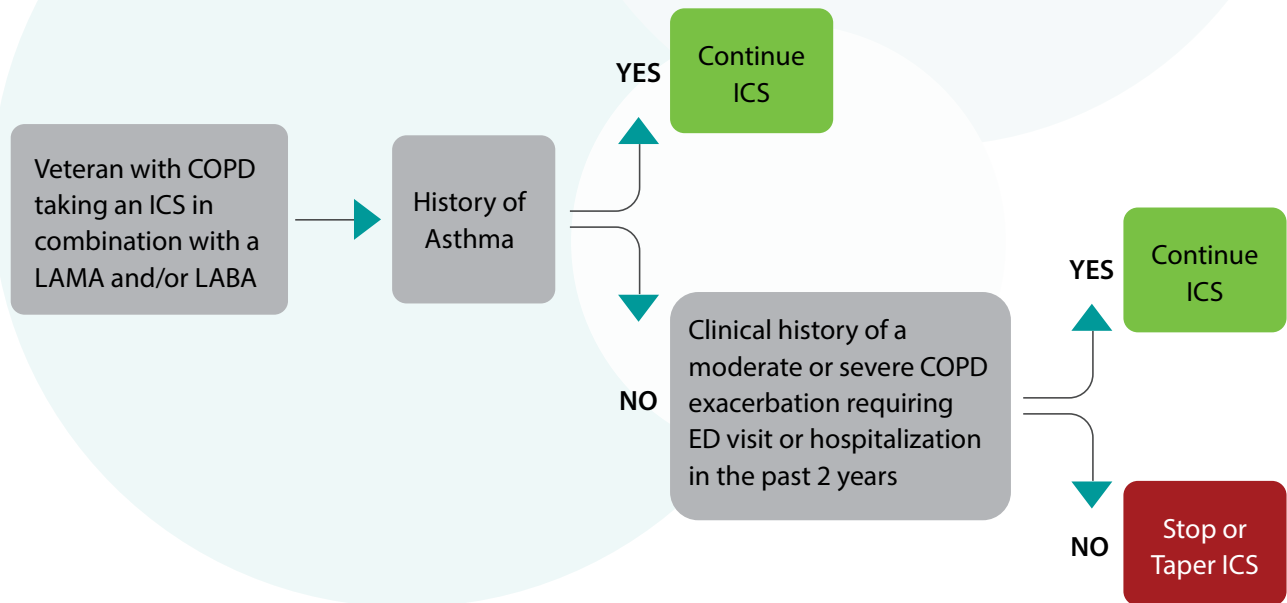 Veteran with COPD
taking an ICS in
combination with a
LAMA and/or LABA
History of
Asthma
YES
Continue
ICS
NO
Clinical history of a
moderate or severe COPD
exacerbation requiring
ED visit or hospitalization
in the past 2 years
YES
Continue
ICS
NO
Stop or
Taper ICS